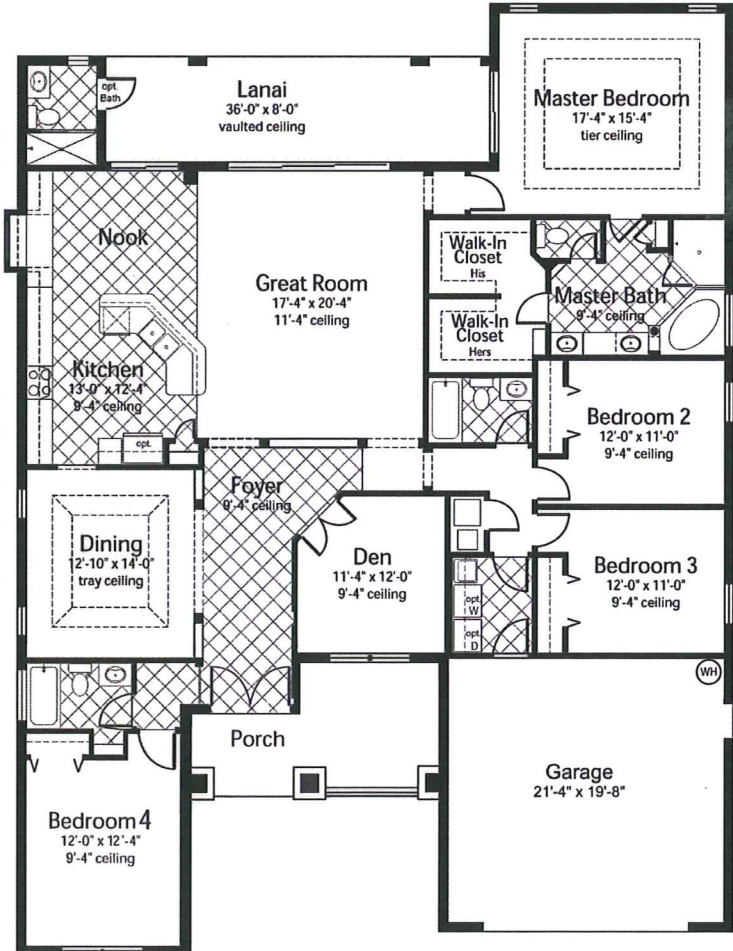 Lanai
36'-0" x 8'-0"
vaulted ceiling
opt.
Bath
Master Bedroom
17'-4" x 15'-4"
tier ceiling
Nook
Great Room
17'-4" x 20'-4"
11'-4" ceiling
Walk-In
Closet
His
Walk-In
Closet
Hers
Master Bath
9'-4" ceiling
Kitchen
13'-0" x 12'-4"
9'-4" ceiling
opt.
Bedroom 2
12'-0" x 11'-0"
9'-4" ceiling
Foyer
9'-4" ceiling
Dining
12'-10" x 14'-0"
tray ceiling
Den
11'-4" x 12'-0"
9'-4" ceiling
Bedroom 3
12'-0" x 11'-0"
9'-4" ceiling
opt.
W
opt.
D
WH
Porch
Garage
21'-4" x 19'-8"
Bedroom 4
12'-0" x 12'-4"
9'-4" ceiling